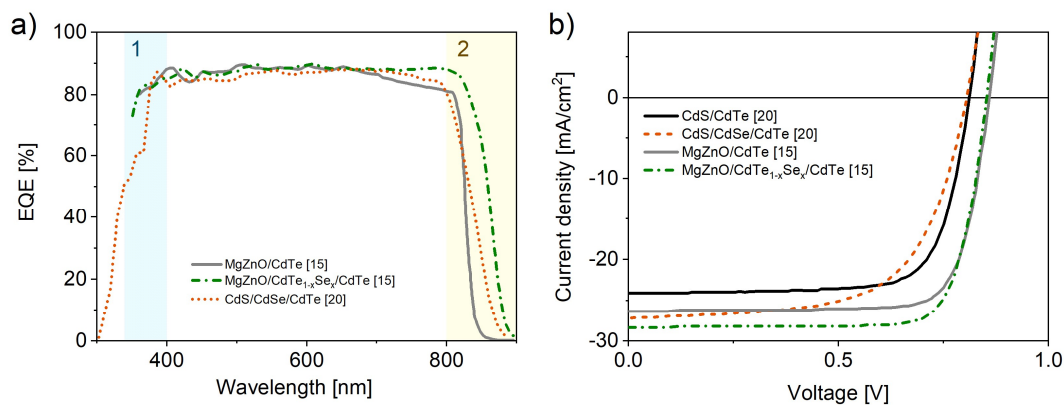 a)
1
2
100
80
60
40
20
0
EQE [%]
MgZnO/CdTe [15]
MgZnO/CdTe1-xSex/CdTe [15]
CdS/CdSe/CdTe [20]
400
600
800
Wavelength [nm]
b)
0
-10
-20
-30
Current density [mA/cm2]
CdS/CdTe [20]
CdS/CdSe/CdTe [20]
MgZnO/CdTe [15]
MgZnO/CdTe1-xSex/CdTe [15]
0.0
0.5
1.0
Voltage [V]